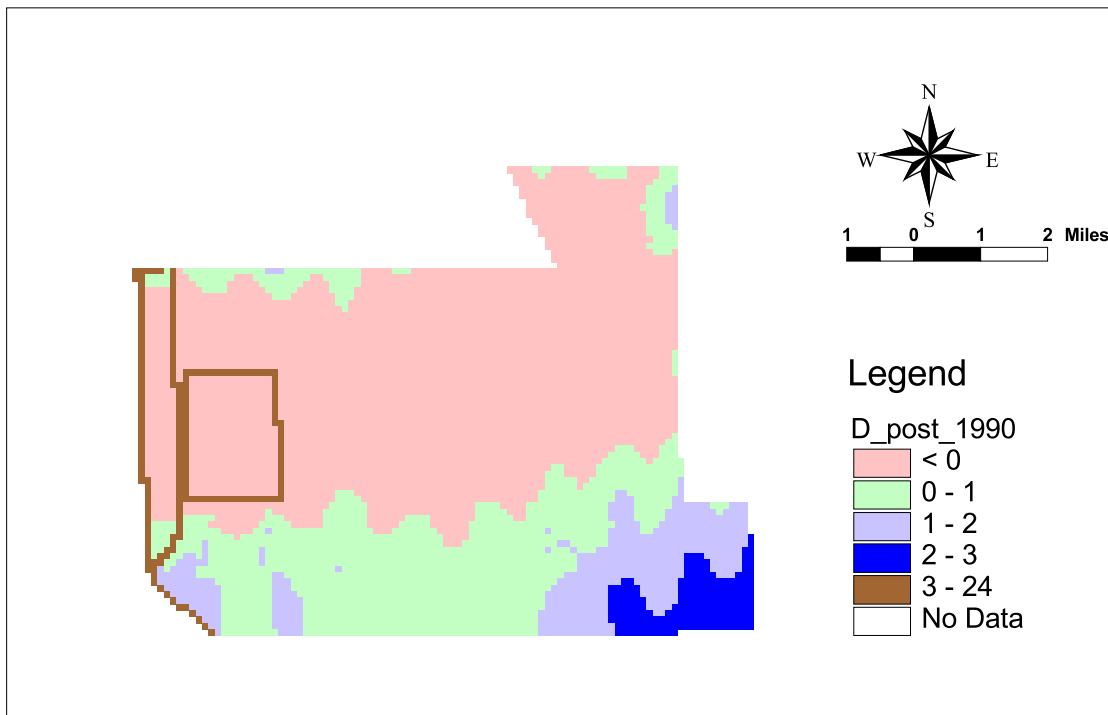 N
W E
S
1 0 1 2 Miles
Legend
D_post_1990
< 0
0 - 1
1 - 2
2 - 3
3 - 24
No Data